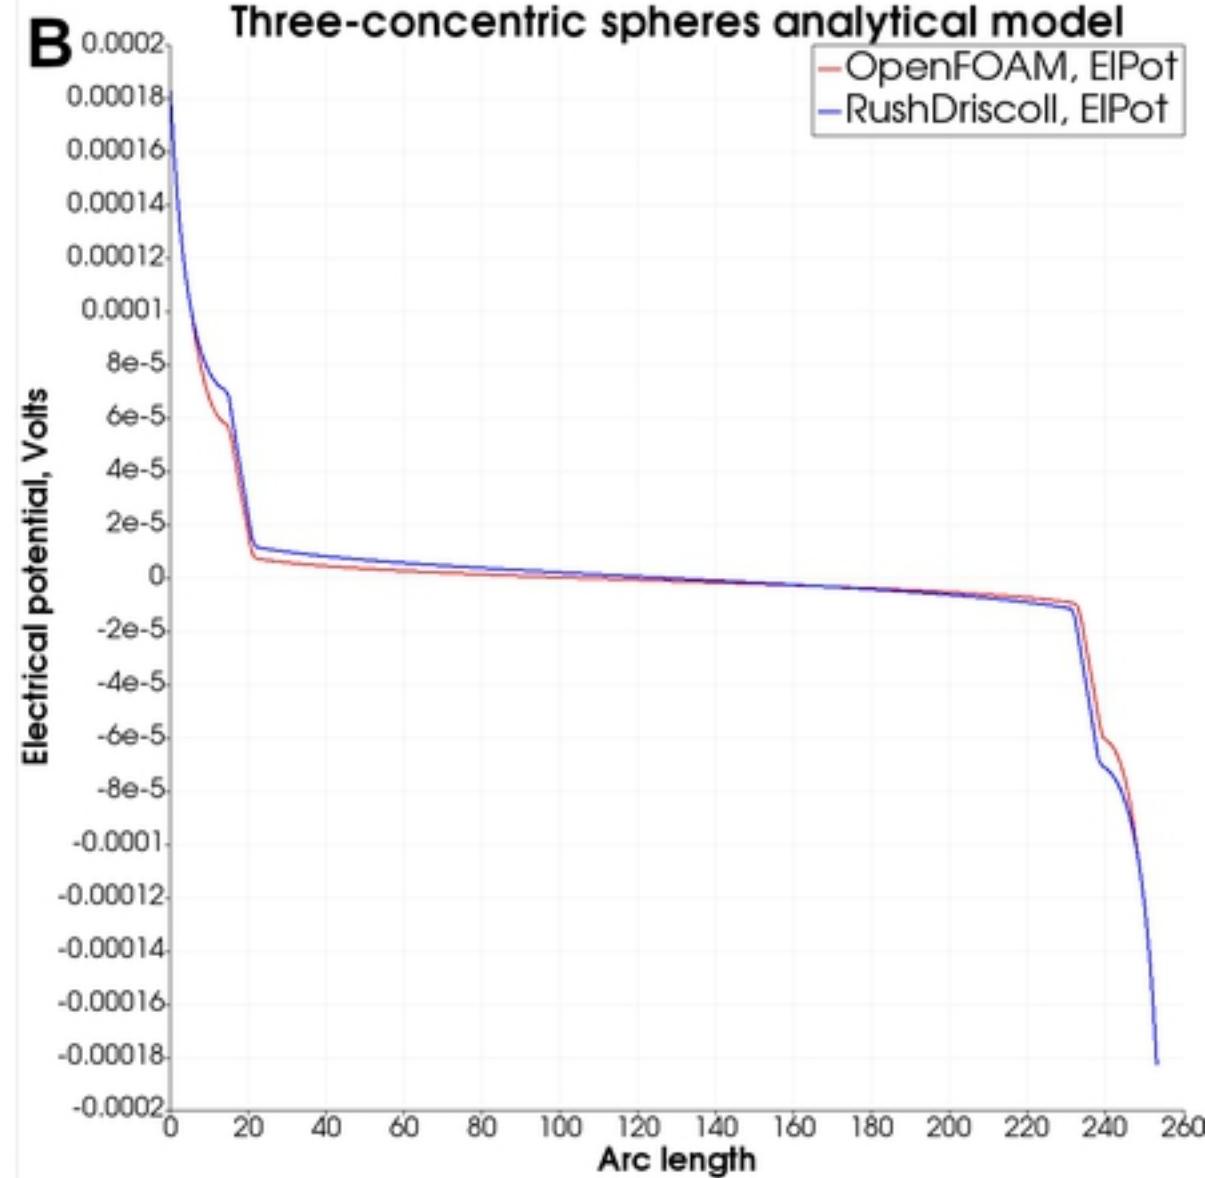 B
Three-concentric spheres analytical model
OpenFOAM, ElPot
RushDriscoll, ElPot
Electrical potential, Volts
0.0002
0.00018
0.00016
0.00014
0.00012
0.0001
8e-5
6e-5
4e-5
2e-5
0
-2e-5
-4e-5
-6e-5
-8e-5
-0.0001
-0.00012
-0.00014
-0.00016
-0.00018
-0.0002
0 20 40 60 80 100 120 140 160 180 200 220 240 260
Arc length